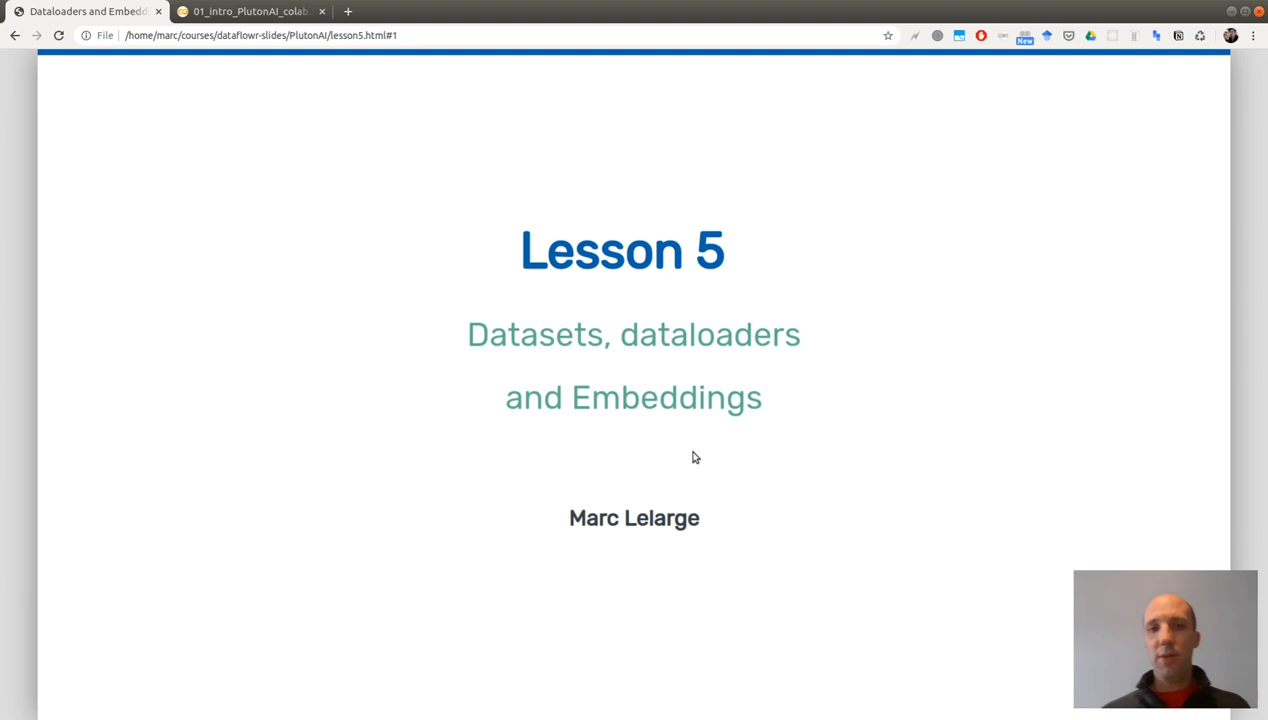 Dataloaders and Embedd
01_intro_PlutonAI_colab
File
/home/marc/courses/dataflowr-slides/PlutonAI/lesson5.html#1
New
Lesson 5
Datasets, dataloaders
and Embeddings
Marc Lelarge